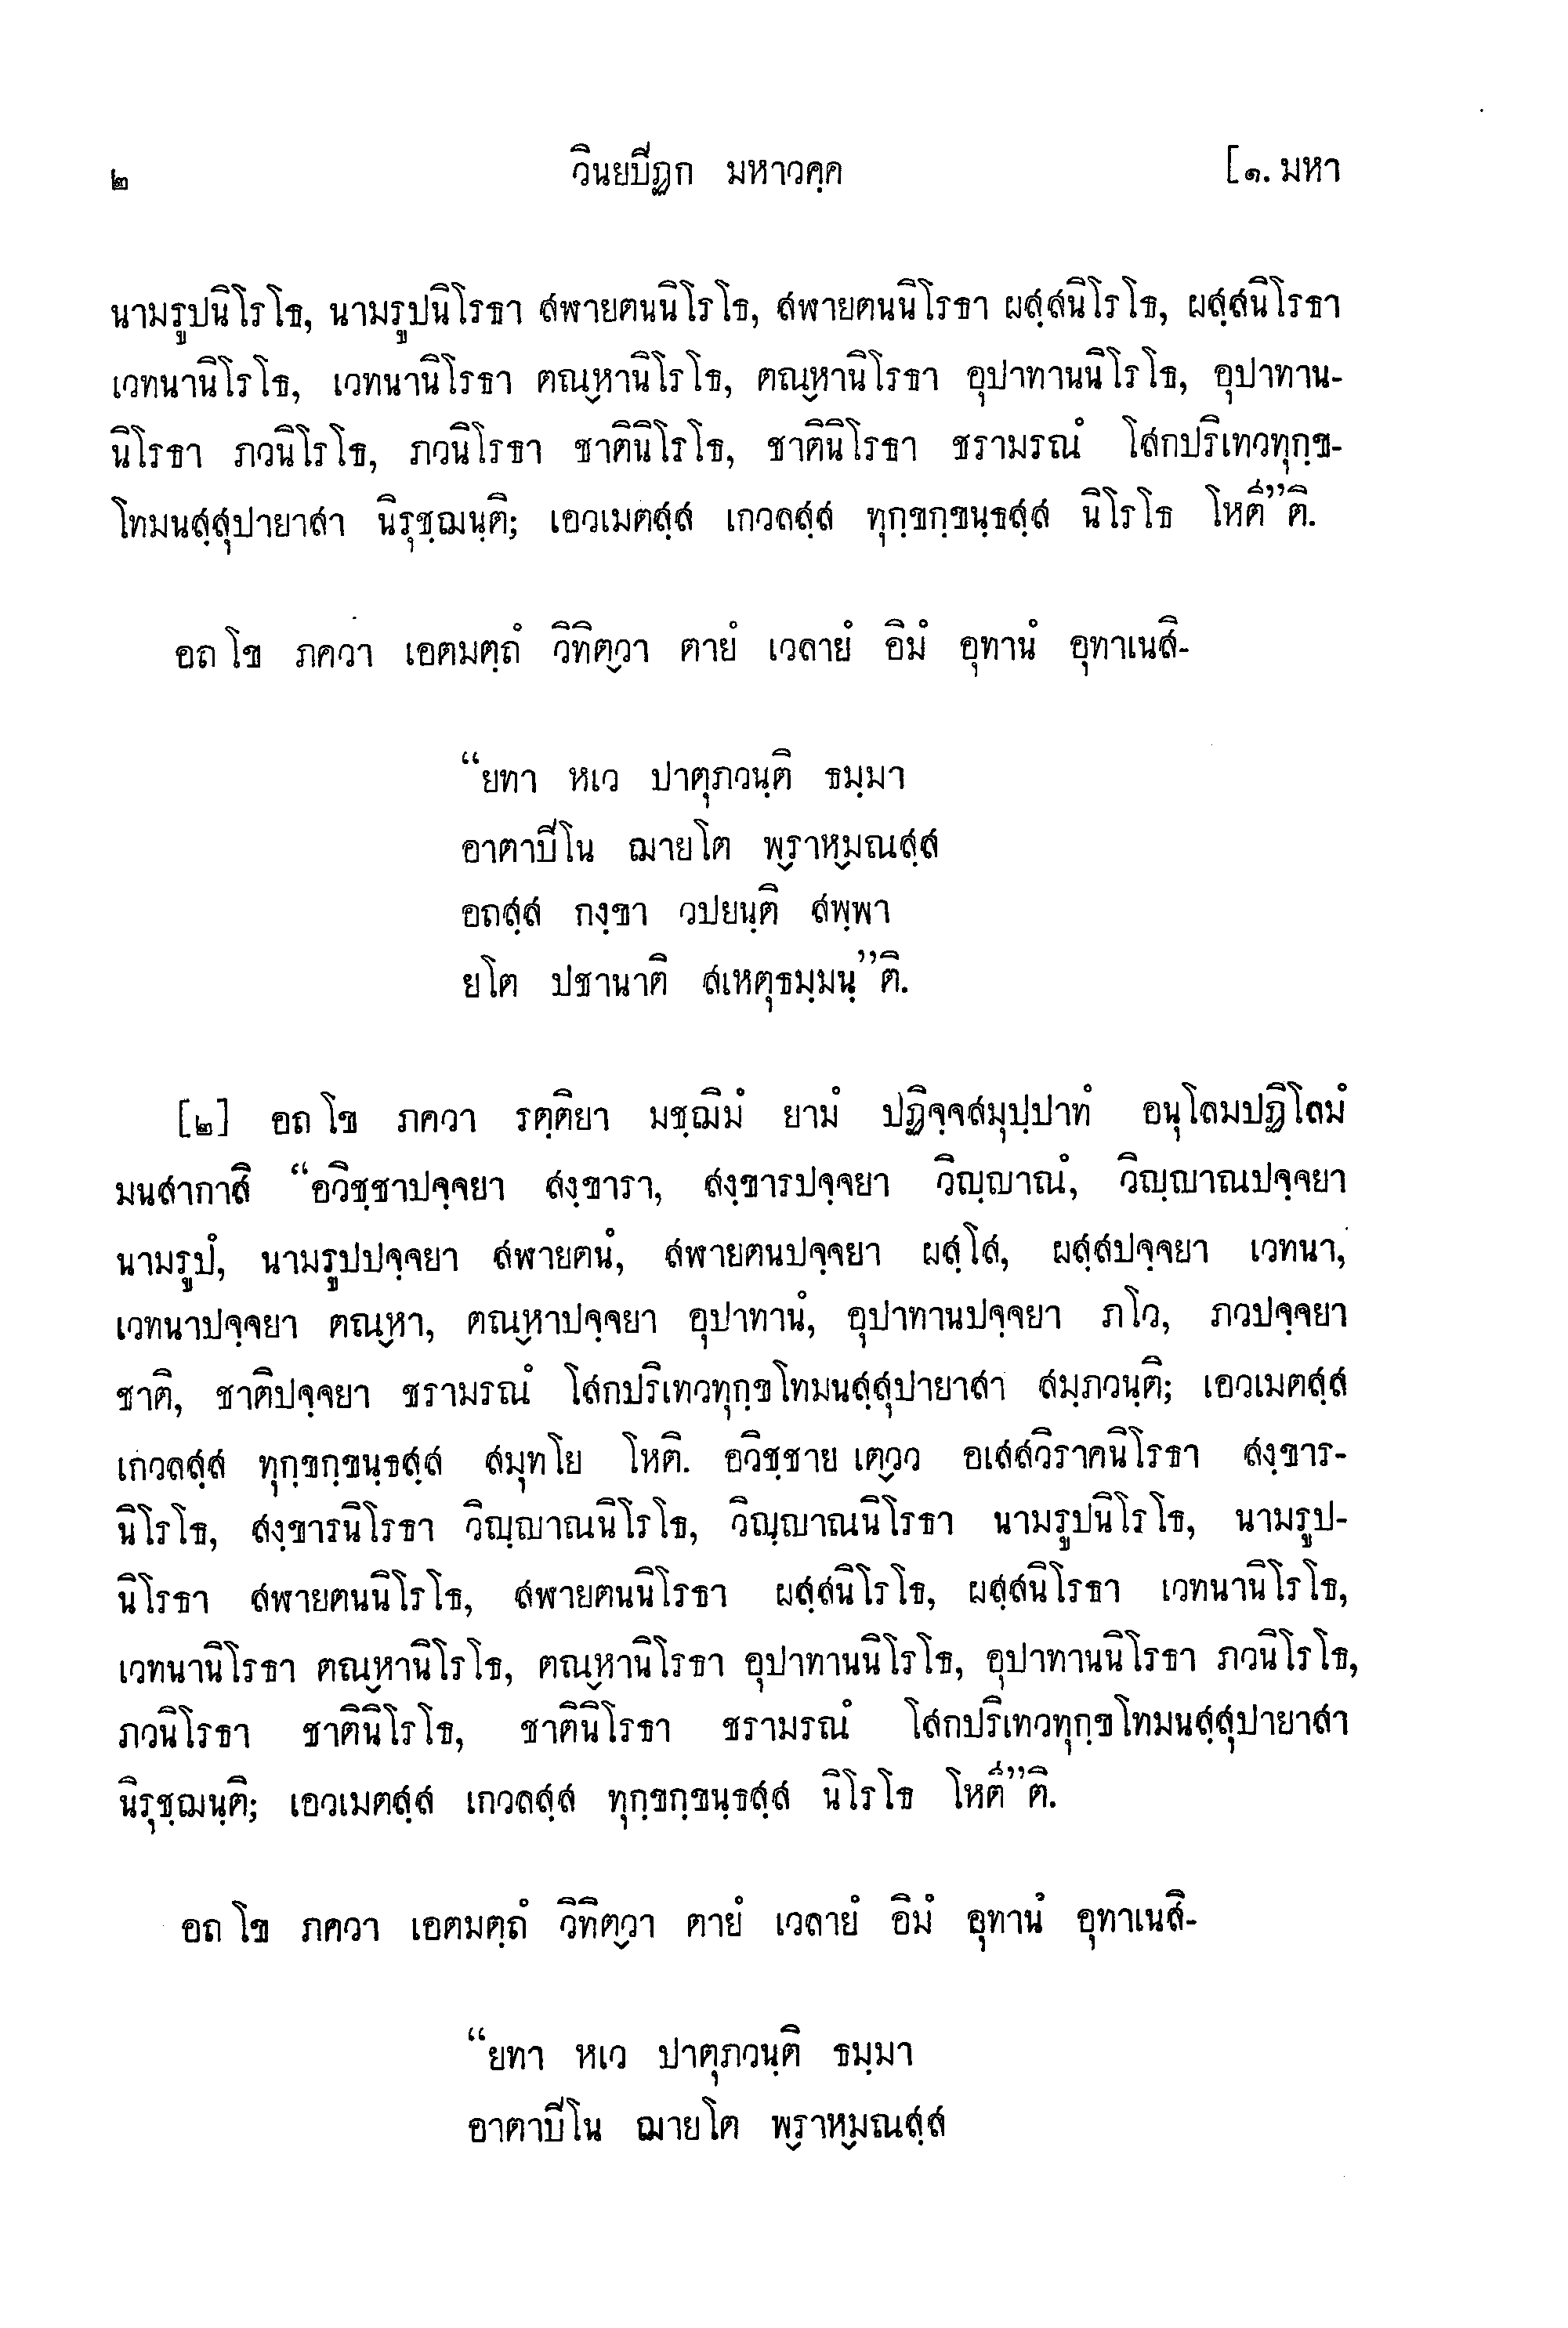 ๒ วินยปิฏก มหาวคฺค [๑. มหา
นามรูปนิโรโธ, นามรูปนิโรธา สฬายตนนิโรโธ, สฬายตนนิโรธา ผสฺสนิโรโธ, ผสฺสนิโรธา
เวทนานิโรโธ, เวทนานิโรธา ตณฺหานิโรโธ, ตณฺหานิโรธา อุปาทานนิโรโธ, อุปาทาน-
นิโรธา ภวนิโรโธ, ภวนิโรธา ชาตินิโรโธ, ชาตินิโรธา ชรามรณํ โสกปริเทวทุกฺข-
โทมนสฺสุปายาสา นิรุชฺฌนฺติ; เอวเมตสฺส เกวลสฺส ทุกฺขกฺขนฺธสฺส นิโรโธ โหตี”ติ.
อถ โข ภควา เอตมตฺถํ วิทิตฺวา ตายํ เวลายํ อิมํ อุทานํ อุทาเนสิ-
“ยทา หเว ปาตุภวนฺติ ธมฺมา
อาตาปิโน ฌายโต พฺราหฺมณสฺส
อถสฺส กงฺขา วปยนฺติ สพฺพา
ยโต ปชานาติ สเหตุธมฺมนฺ”ติ.
[๒] อถ โข ภควา รตฺติยา มชฺฌิมํ ยามํ ปฏิจฺจสมุปฺปาทํ อนุโลมปฏิโลมํ
มนสากาสิ “อวิชฺชาปจฺจยา สงฺขารา, สงฺขารปจฺจยา วิญฺญาณํ, วิญฺญาณปจฺจยา
นามรูปํ, นามรูปปจฺจยา สฬายตนํ, สฬายตนปจฺจยา ผสฺโส, ผสฺสปจฺจยา เวทนา,
เวทนาปจฺจยา ตณฺหา, ตณฺหาปจฺจยา อุปาทานํ, อุปาทานปจฺจยา ภโว, ภวปจฺจยา
ชาติ, ชาติปจฺจยา ชรามรณํ โสกปริเทวทุกฺขโทมนสฺสุปายาสา สมฺภวนฺติ; เอวเมตสฺส
เกวลสฺส ทุกฺขกฺขนฺธสฺส สมุทโย โหติ. อวิชฺชาย เตฺวว อเสสวิราคนิโรธา สงฺขาร-
นิโรโธ, สงฺขารนิโรธา วิญฺญาณนิโรโธ, วิญฺญาณนิโรธา นามรูปนิโรโธ, นามรูป-
นิโรธา สฬายตนนิโรโธ, สฬายตนนิโรธา ผสฺสนิโรโธ, ผสฺสนิโรธา เวทนานิโรโธ,
เวทนานิโรธา ตณฺหานิโรโธ, ตณฺหานิโรธา อุปาทานนิโรโธ, อุปาทานนิโรธา ภวนิโรโธ,
ภวนิโรธา ชาตินิโรโธ, ชาตินิโรธา ชรามรณํ โสกปริเทวทุกฺขโทมนสฺสุปายาสา
นิรุชฺฌนฺติ; เอวเมตสฺส เกวลสฺส ทุกฺขกฺขนฺธสฺส นิโรโธ โหตี”ติ.
อถ โข ภควา เอตมตฺถํ วิทิตฺวา ตายํ เวลายํ อิมํ อุทานํ อุทาเนสิ-
“ยทา หเว ปาตุภวนฺติ ธมฺมา
อาตาปิโน ฌายโต พฺราหฺมณสฺส